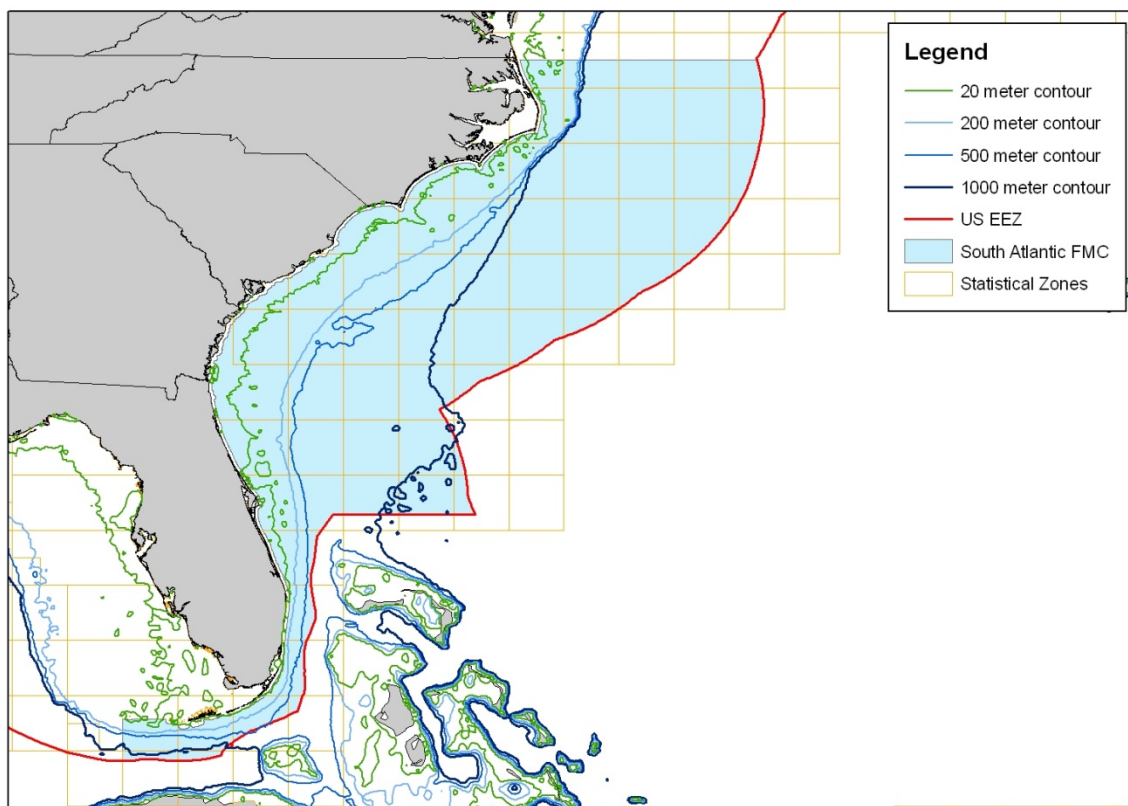 Legend
20 meter contour
200 meter contour
500 meter contour
1000 meter contour
US EEZ
South Atlantic FMC
Statistical Zones